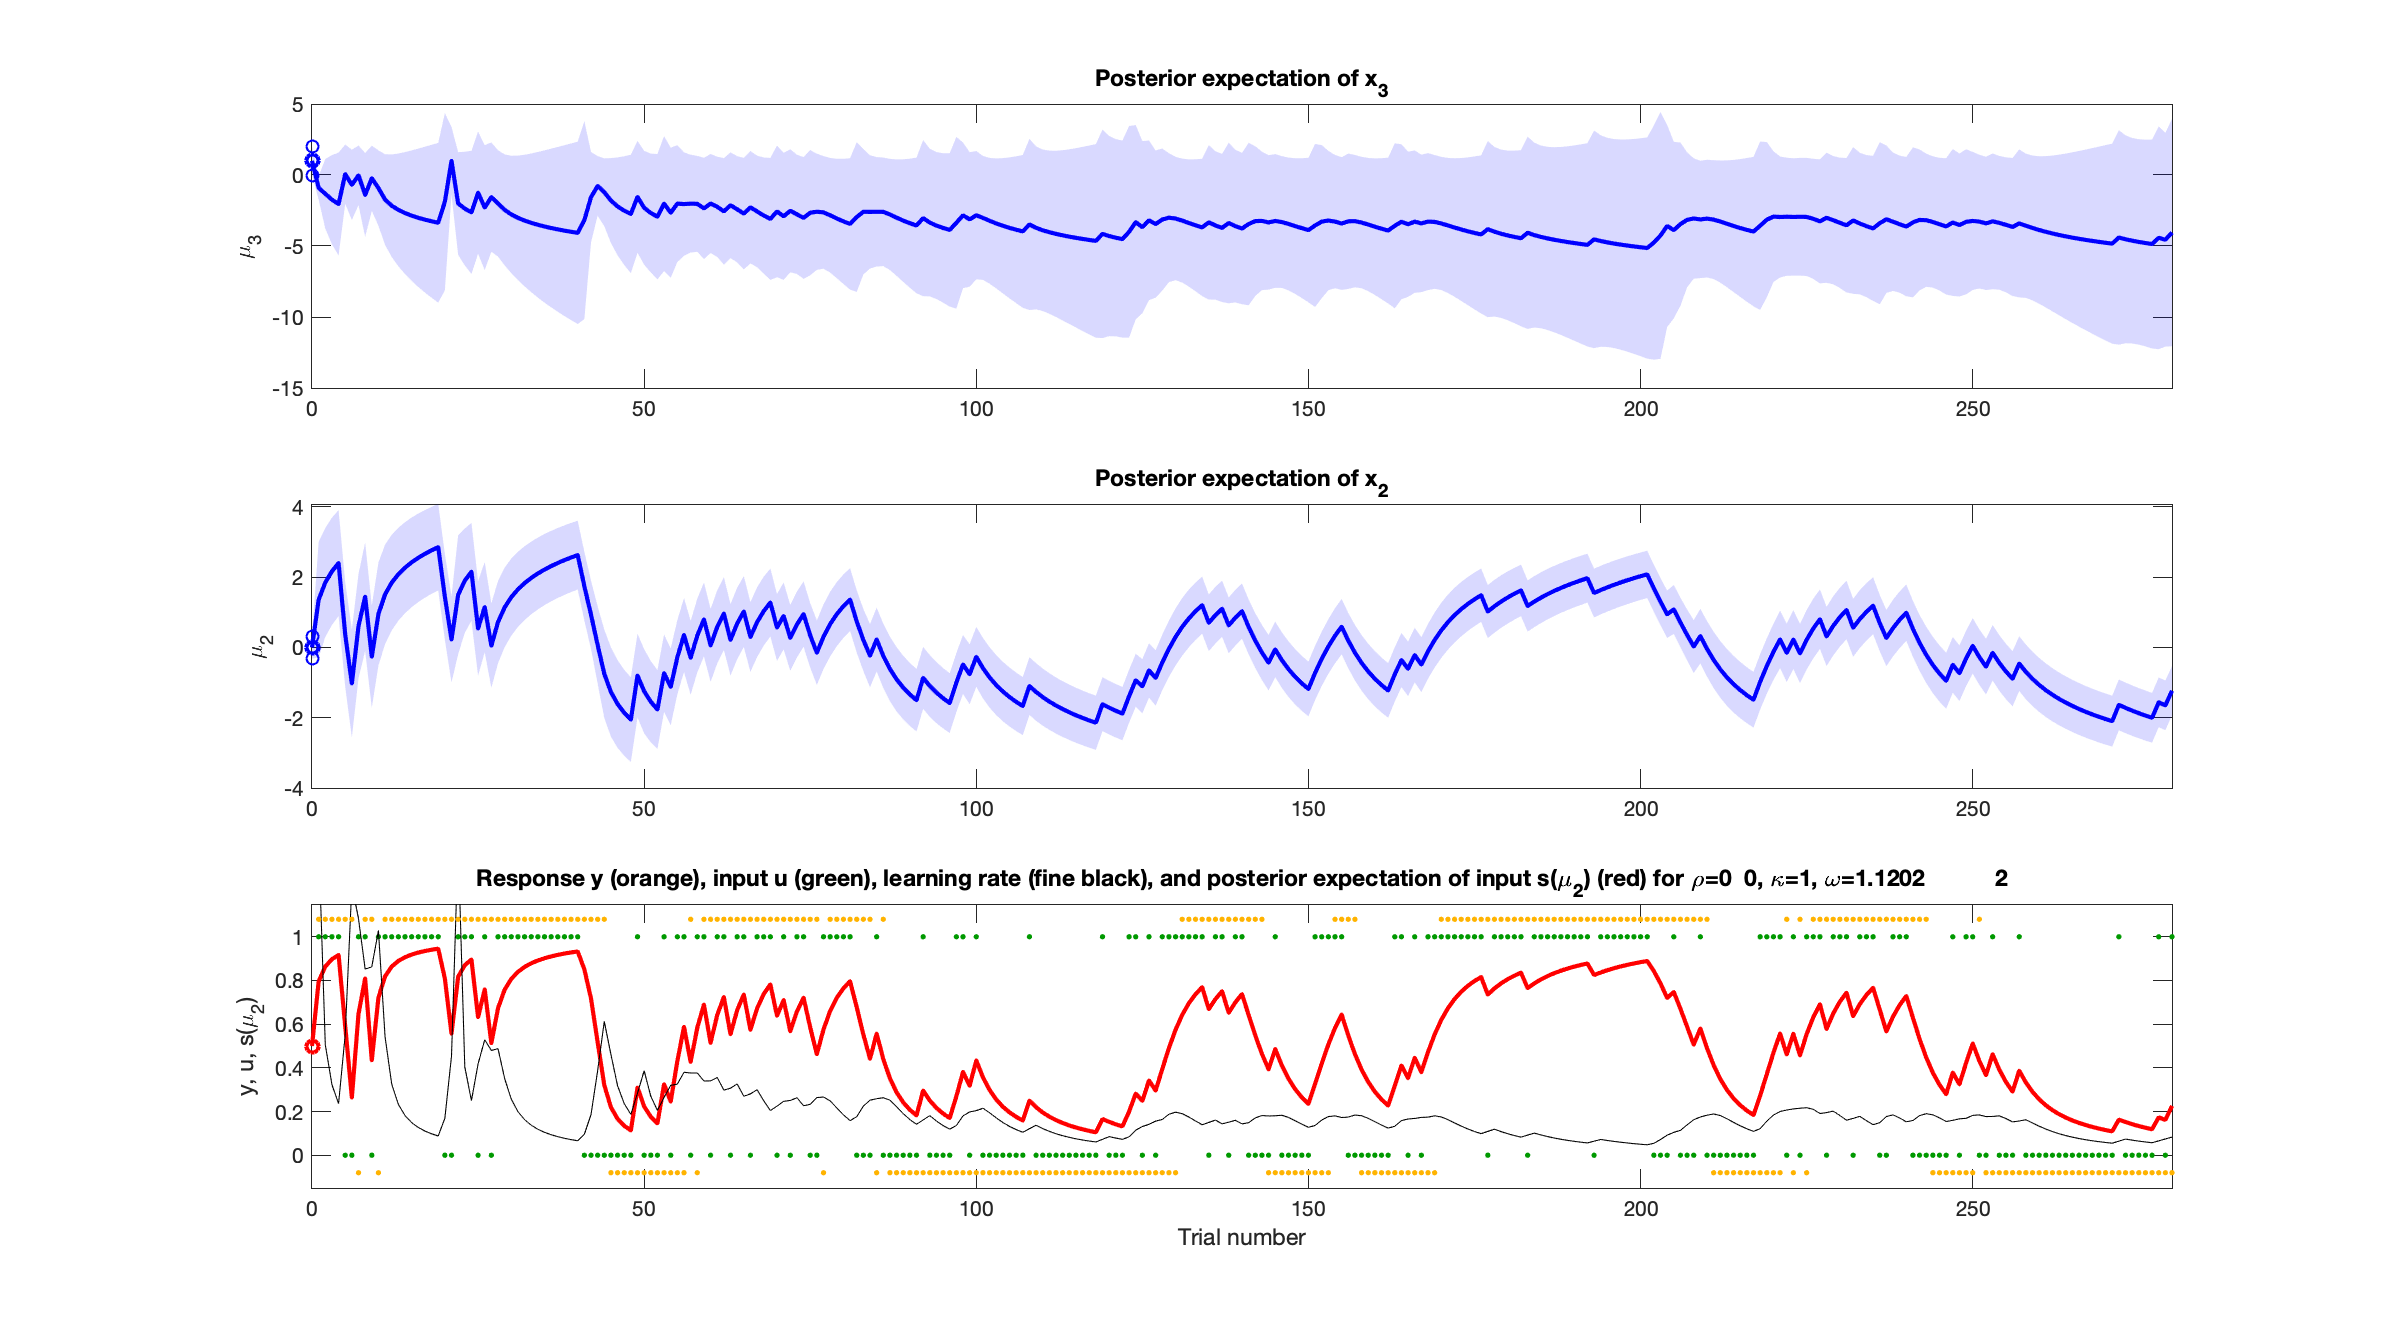 Posterior expectation of x₃
5
0
-5
-10
-15
μ₃
0 50 100 150 200 250
Posterior expectation of x₂
4
2
0
-2
-4
μ₂
0 50 100 150 200 250
Response y (orange), input u (green), learning rate (fine black), and posterior expectation of input s(μ₂) (red) for ρ=0 0, κ=1, ω=1.1202 2
1
0.8
0.6
0.4
0.2
0
y, u, s(μ₂)
0 50 100 150 200 250
Trial number